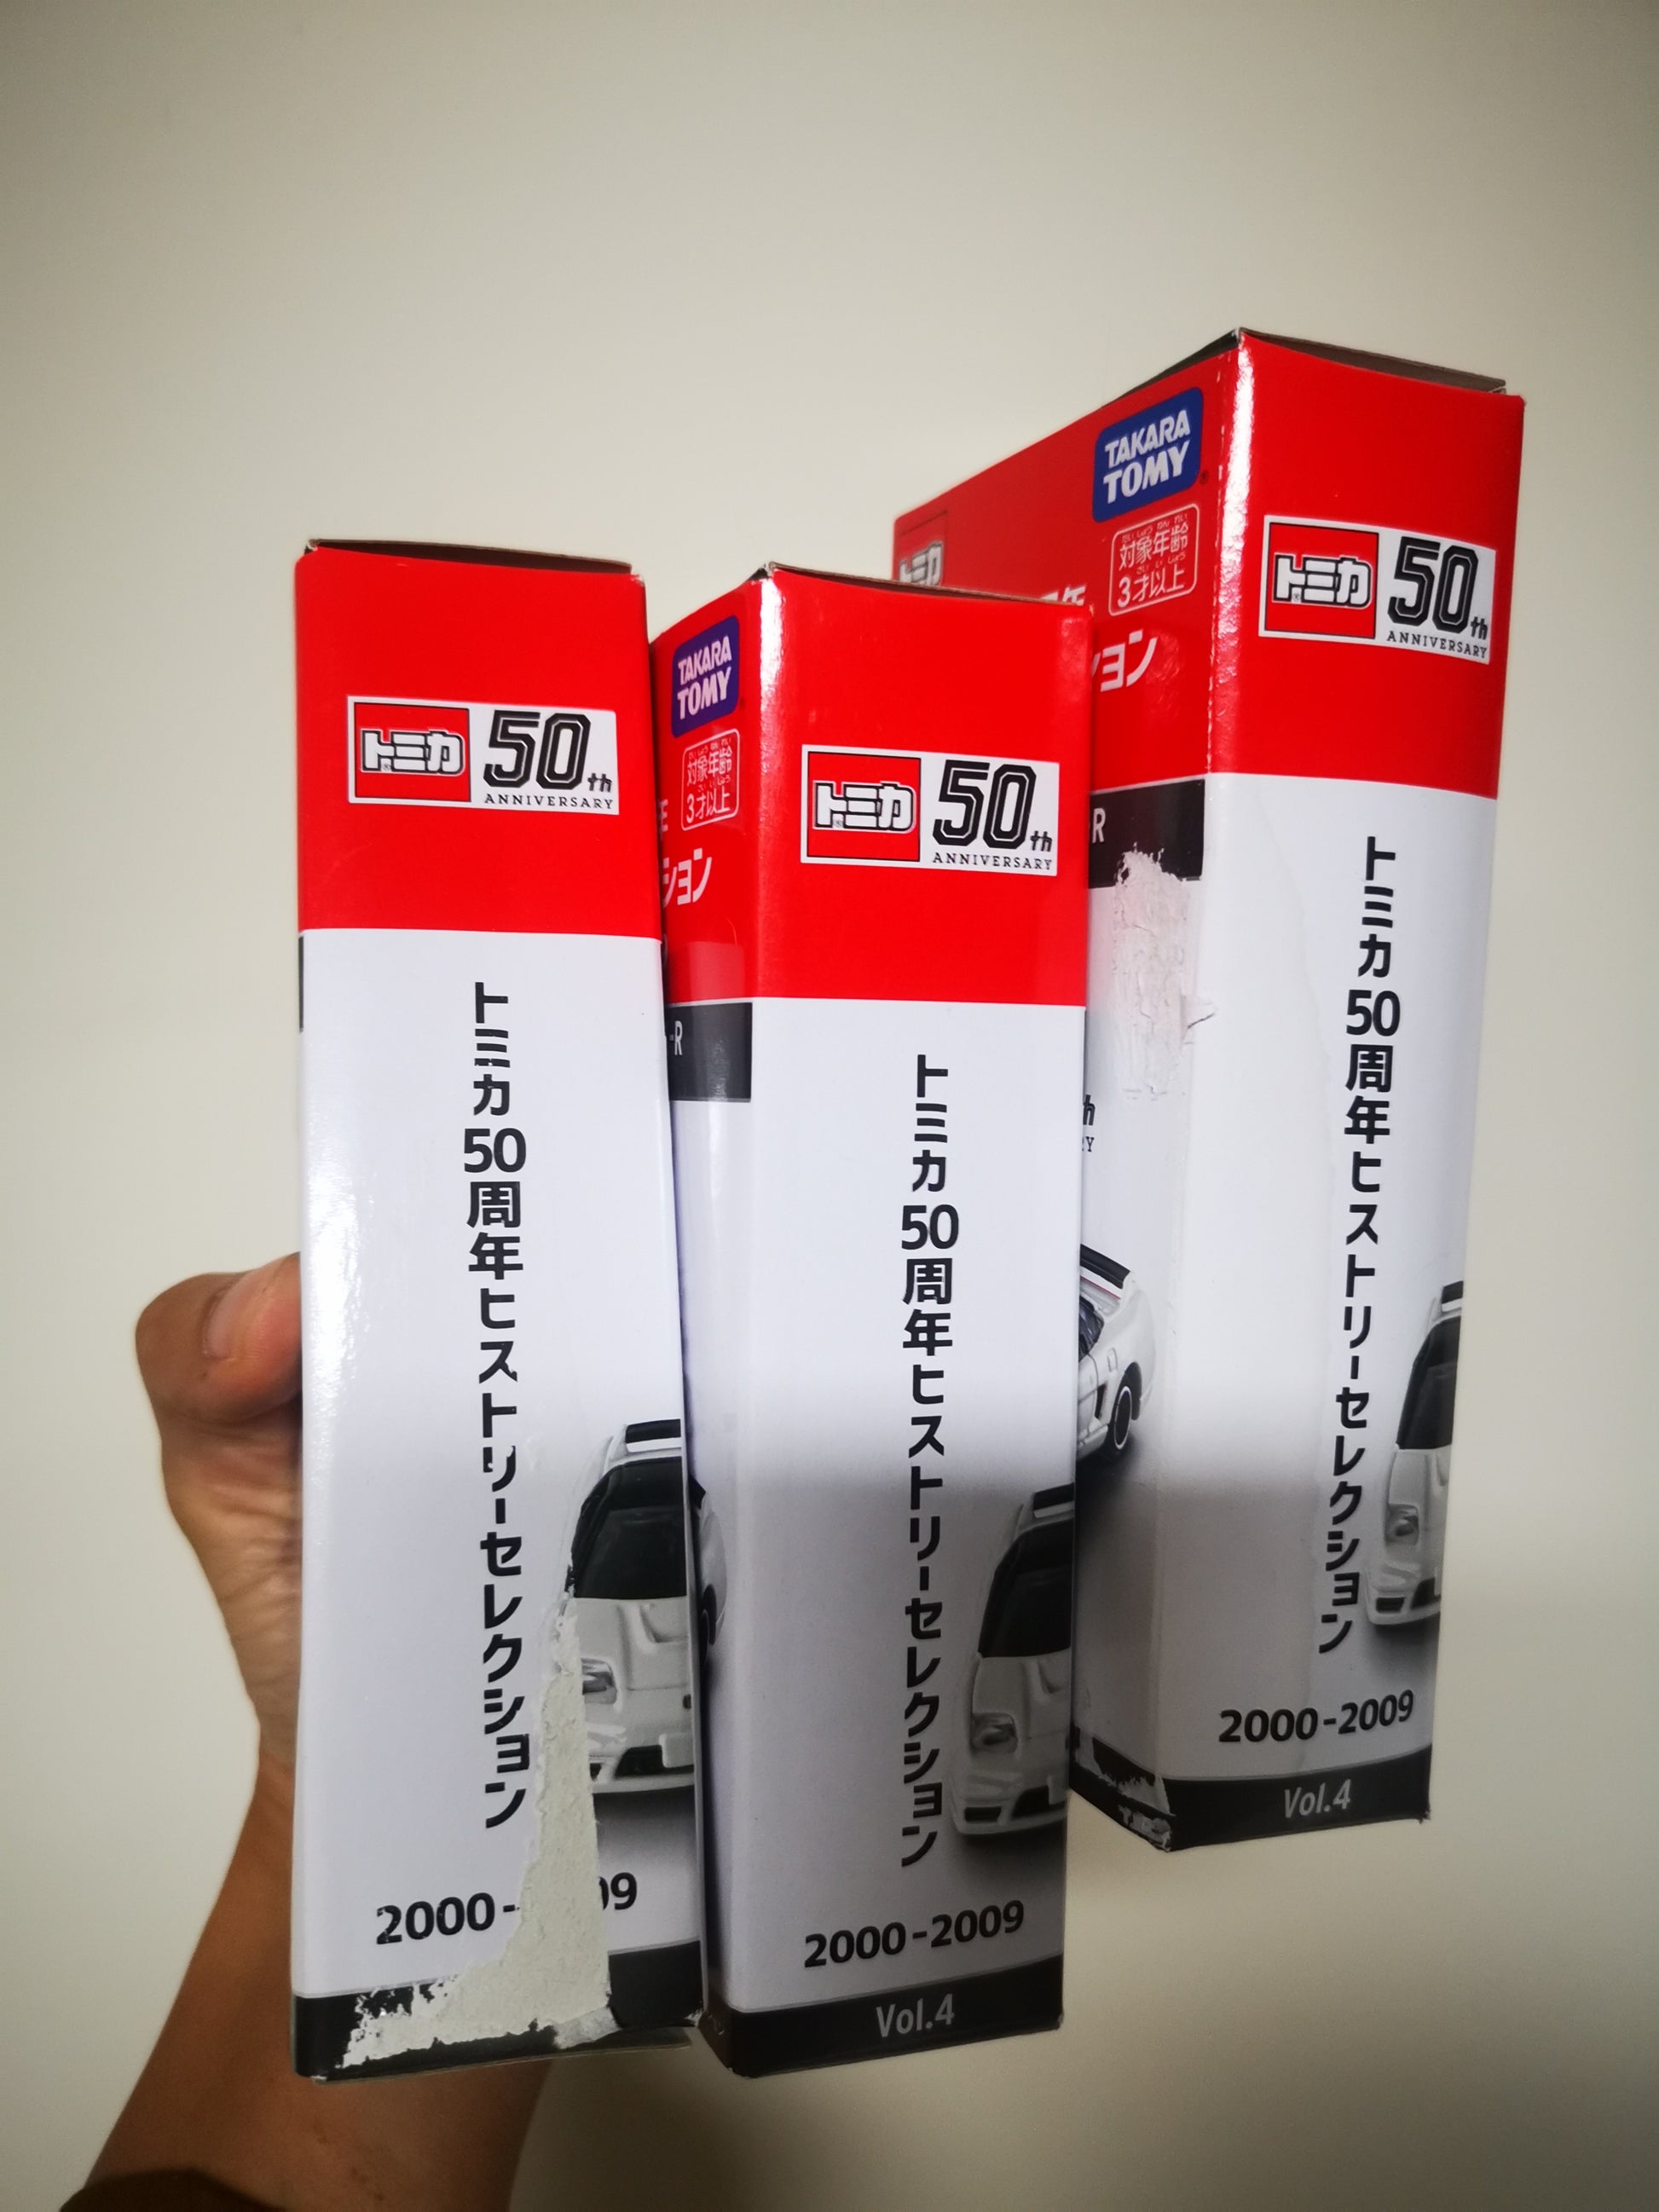 トミカ
50th
ANNIVERSARY
トミカ50周年ヒストリーセレクション
2000-
09
TAKARA
TOMY
対象年齢
3才以上
ション
-R
トミカ
50th
ANNIVERSARY
トミカ50周年ヒストリーセレクション
2000-2009
Vol.4
トミカ
TAKARA
TOMY
対象年齢
3才以上
ョン
R
トミカ
50th
ANNIVERSARY
トミカ50周年ヒストリーセレクション
2000-2009
Vol.4